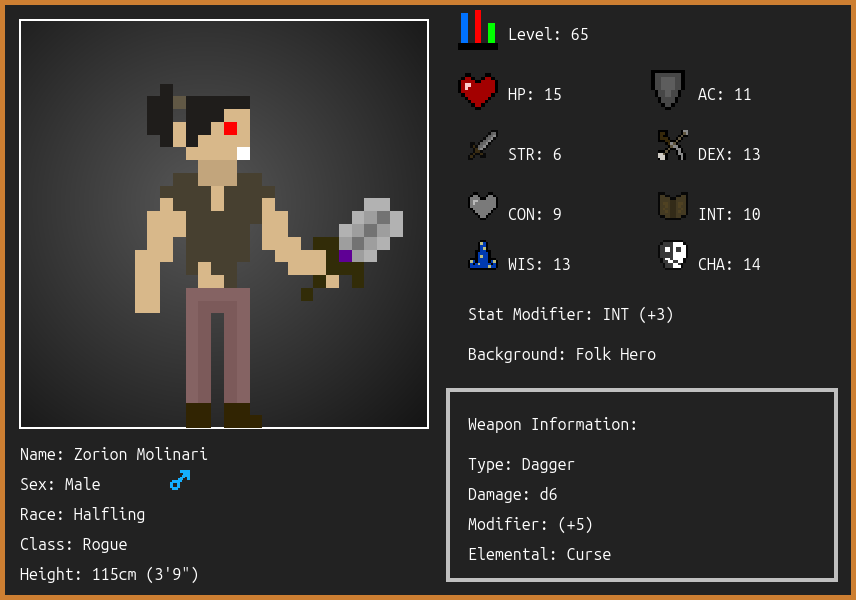 Level: 65
HP: 15
AC: 11
STR: 6
DEX: 13
CON: 9
INT: 10
WIS: 13
CHA: 14
Stat Modifier: INT (+3)
Background: Folk Hero
Weapon Information:
Type: Dagger
Damage: d6
Modifier: (+5)
Elemental: Curse
Name: Zorion Molinari
Sex: Male
Race: Halfling
Class: Rogue
Height: 115cm (3'9")